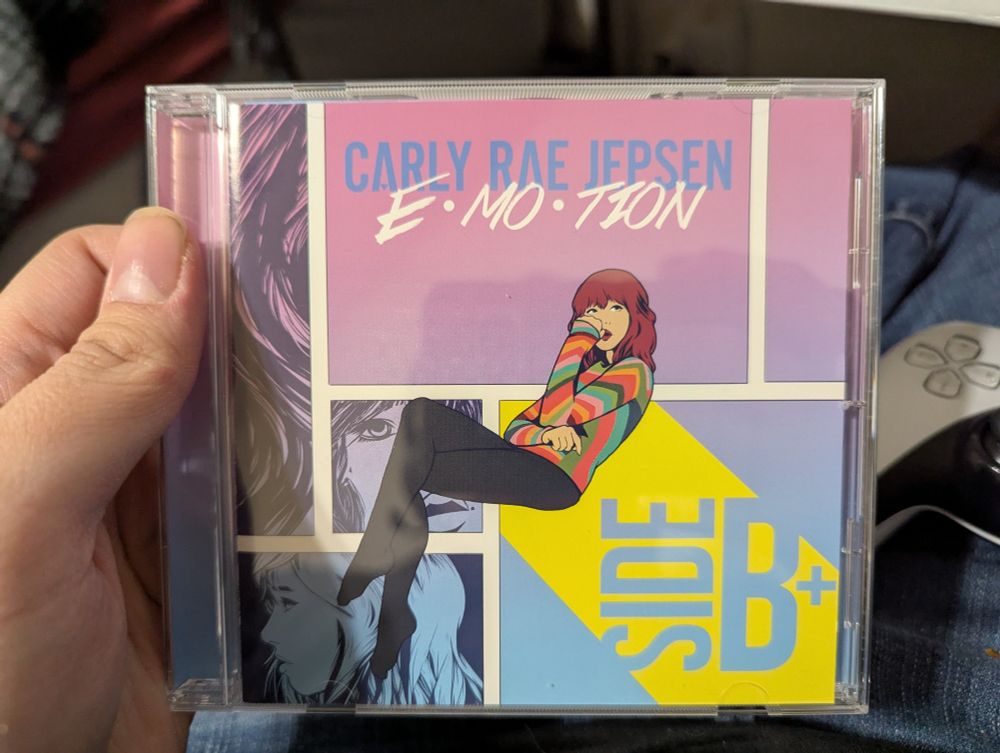 CARLY RAE JEPSEN
E•MO•TION
SIDE
B+